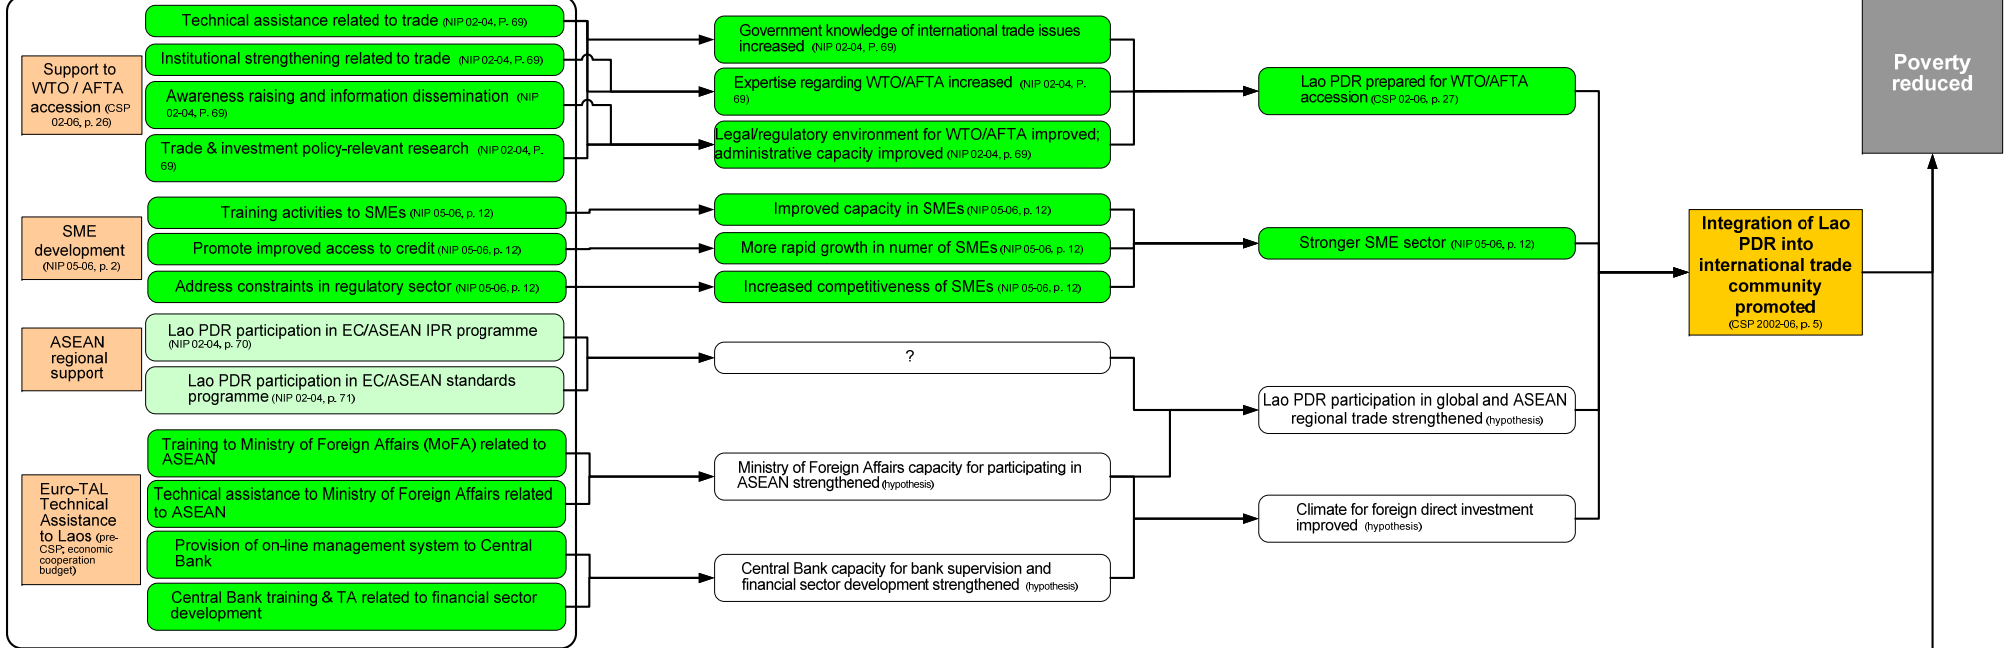 Support to
WTO / AFTA
accession (CSP
02-06, p. 26)
Technical assistance related to trade (NIP 02-04, P. 69)
Institutional strengthening related to trade (NIP 02-04, P. 69)
Awareness raising and information dissemination (NIP
02-04, P. 69)
Trade & investment policy-relevant research (NIP 02-04, P.
69)
Government knowledge of international trade issues
increased (NIP 02-04, P. 69)
Expertise regarding WTO/AFTA increased (NIP 02-04, P.
69)
Legal/regulatory environment for WTO/AFTA improved;
administrative capacity improved (NIP 02-04, p. 69)
Lao PDR prepared for WTO/AFTA
accession (CSP 02-06, p. 27)
Poverty
reduced
SME
development
(NIP 05-06, p. 2)
Training activities to SMEs (NIP 05-06, p. 12)
Promote improved access to credit (NIP 05-06, p. 12)
Address constraints in regulatory sector (NIP 05-06, p. 12)
Improved capacity in SMEs (NIP 05-06, p. 12)
More rapid growth in numer of SMEs (NIP 05-06, p. 12)
Increased competitiveness of SMEs (NIP 05-06, p. 12)
Stronger SME sector (NIP 05-06, p. 12)
Integration of Lao
PDR into
international trade
community
promoted
(CSP 2002-06, p. 5)
ASEAN
regional
support
Lao PDR participation in EC/ASEAN IPR programme
(NIP 02-04, p. 70)
Lao PDR participation in EC/ASEAN standards
programme (NIP 02-04, p. 71)
?
Lao PDR participation in global and ASEAN
regional trade strengthened (hypothesis)
Euro-TAL
Technical
Assistance
to Laos (pre-
CSP; economic
cooperation
budget)
Training to Ministry of Foreign Affairs (MoFA) related to
ASEAN
Technical assistance to Ministry of Foreign Affairs related
to ASEAN
Provision of on-line management system to Central
Bank
Central Bank training & TA related to financial sector
development
Ministry of Foreign Affairs capacity for participating in
ASEAN strengthened (hypothesis)
Central Bank capacity for bank supervision and
financial sector development strengthened (hypothesis)
Climate for foreign direct investment
improved (hypothesis)